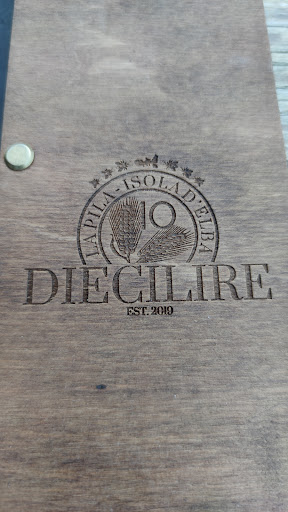 LA PILA - ISOLA D'ELBA
10
DIECILIRE
EST. 2019